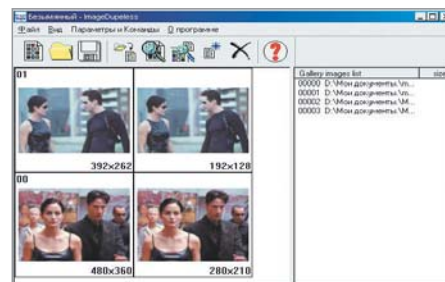 Безымянный - ImageDupeless
Файл Вид Параметры и Команды О программе
01
392x262
192x128
00
480x360
280x210
Gallery images list size
00000 D:\Мои документы.\m...
00001 D:\Мои документы.\m...
00002 D:\Мои документы.\M...
00003 D:\Мои документы.\M...